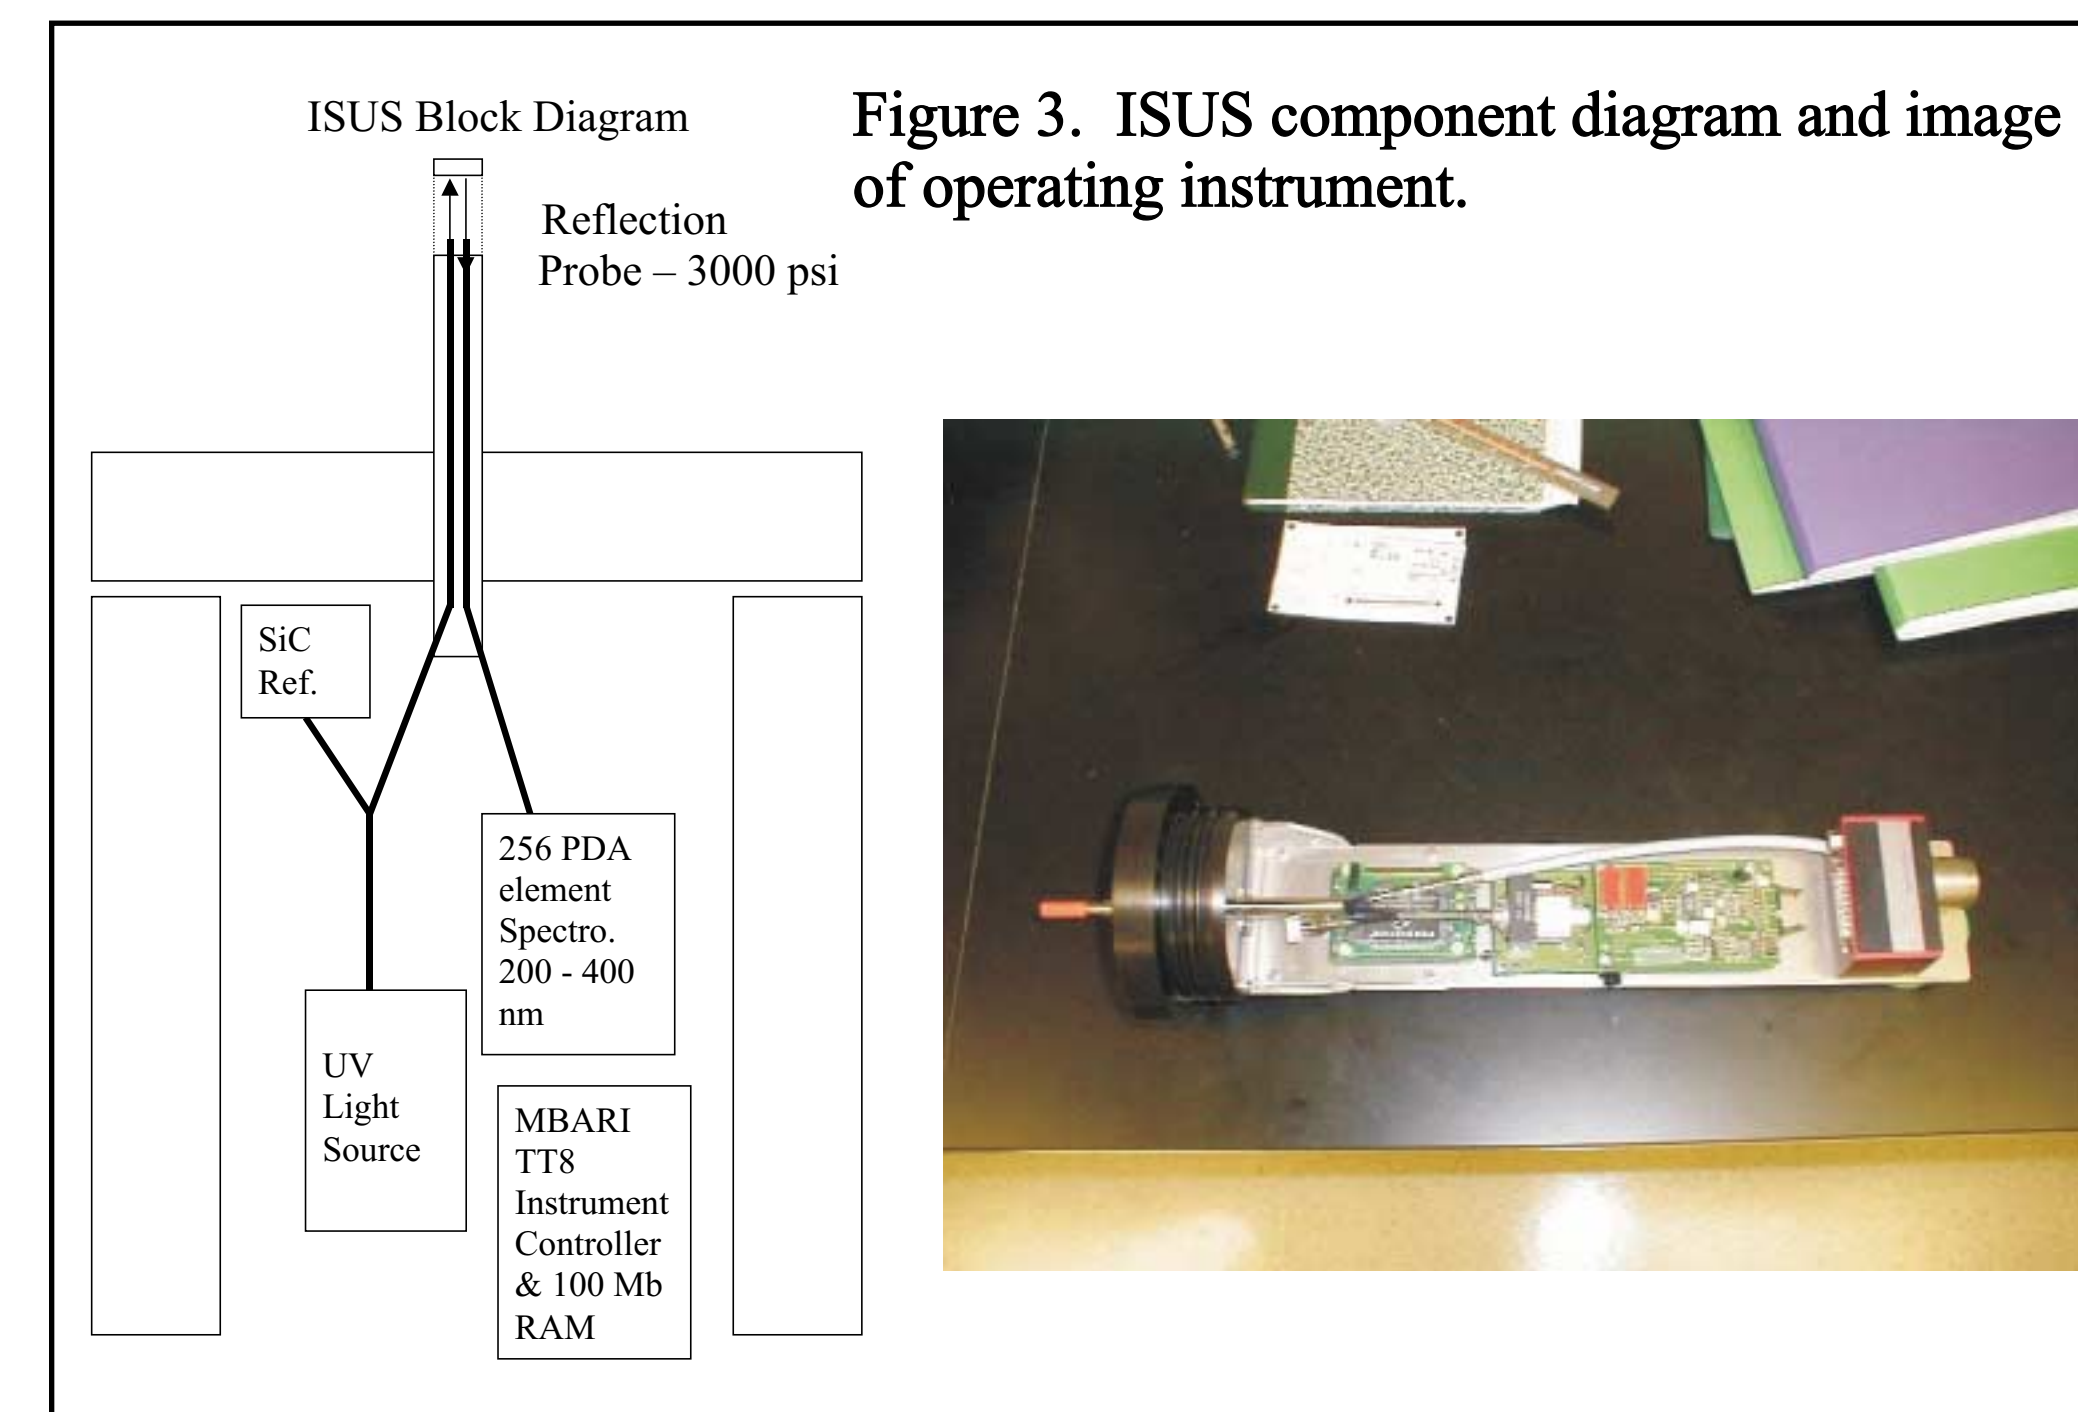 ISUS Block Diagram
Figure 3. ISUS component diagram and image
of operating instrument.
Reflection
Probe – 3000 psi
SiC
Ref.
256 PDA
element
Spectro.
200 - 400
nm
UV
Light
Source
MBARI
TT8
Instrument
Controller
& 100 Mb
RAM